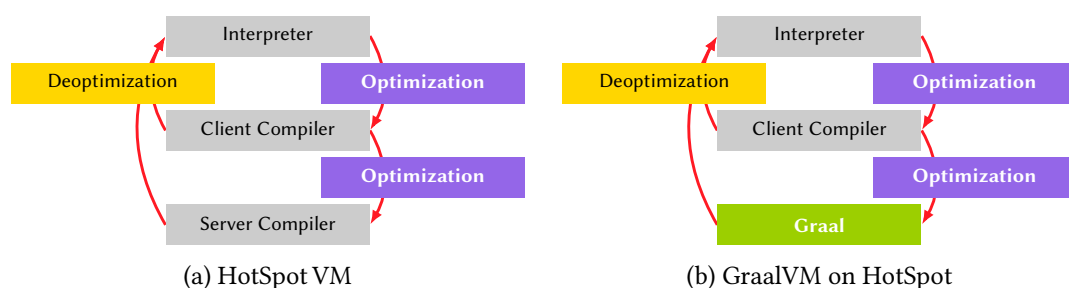 Interpreter
Deoptimization
Optimization
Client Compiler
Optimization
Server Compiler
(a) HotSpot VM
Interpreter
Deoptimization
Optimization
Client Compiler
Optimization
Graal
(b) GraalVM on HotSpot